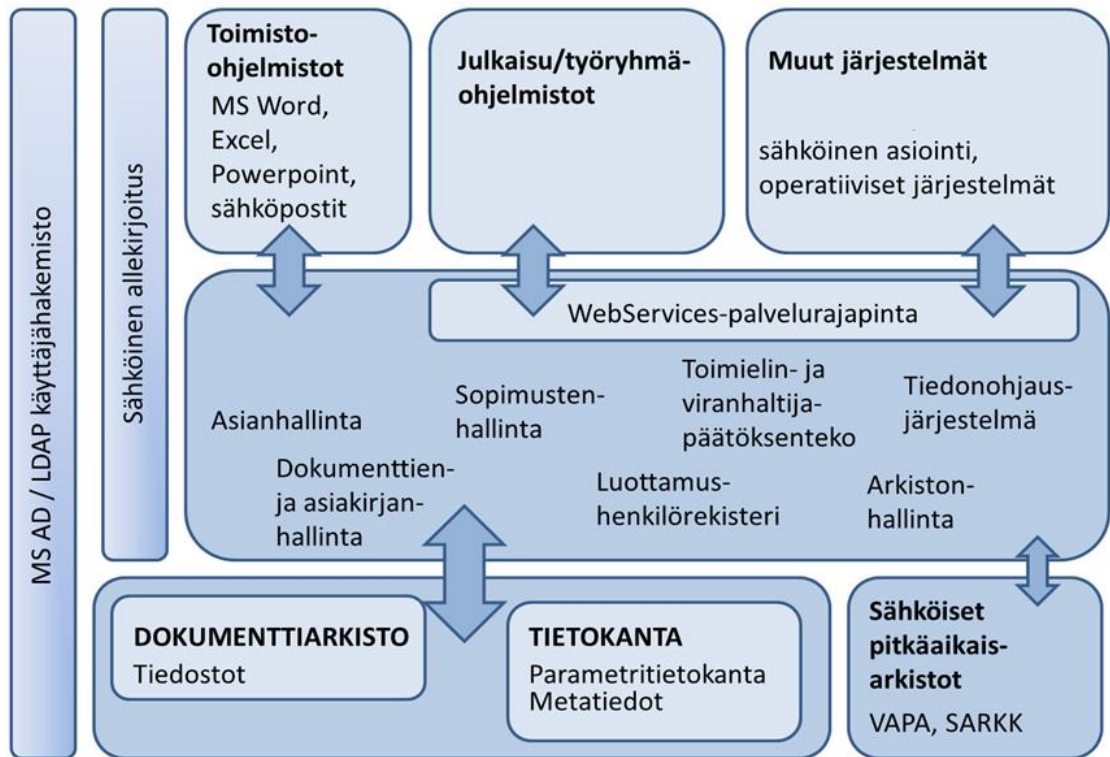 MS AD / LDAP käyttäjähakemisto
Sähköinen allekirjoitus
Toimisto-
ohjelmistot
MS Word,
Excel,
Powerpoint,
sähköpostit
Julkaisu/työryhmä-
ohjelmistot
Muut järjestelmät
sähköinen asiointi,
operatiiviset järjestelmät
WebServices-palvelurajapinta
Asianhallinta
Sopimusten-
hallinta
Toimielin- ja
viranhaltija-
päätöksenteko
Tiedonohjaus-
järjestelmä
Dokumenttien-
ja asiakirjan-
hallinta
Luottamus-
henkilörekisteri
Arkiston-
hallinta
DOKUMENTTIARKISTO
Tiedostot
TIETOKANTA
Parametritietokanta
Metatiedot
Sähköiset
pitkäaikais-
arkistot
VAPA, SARKK